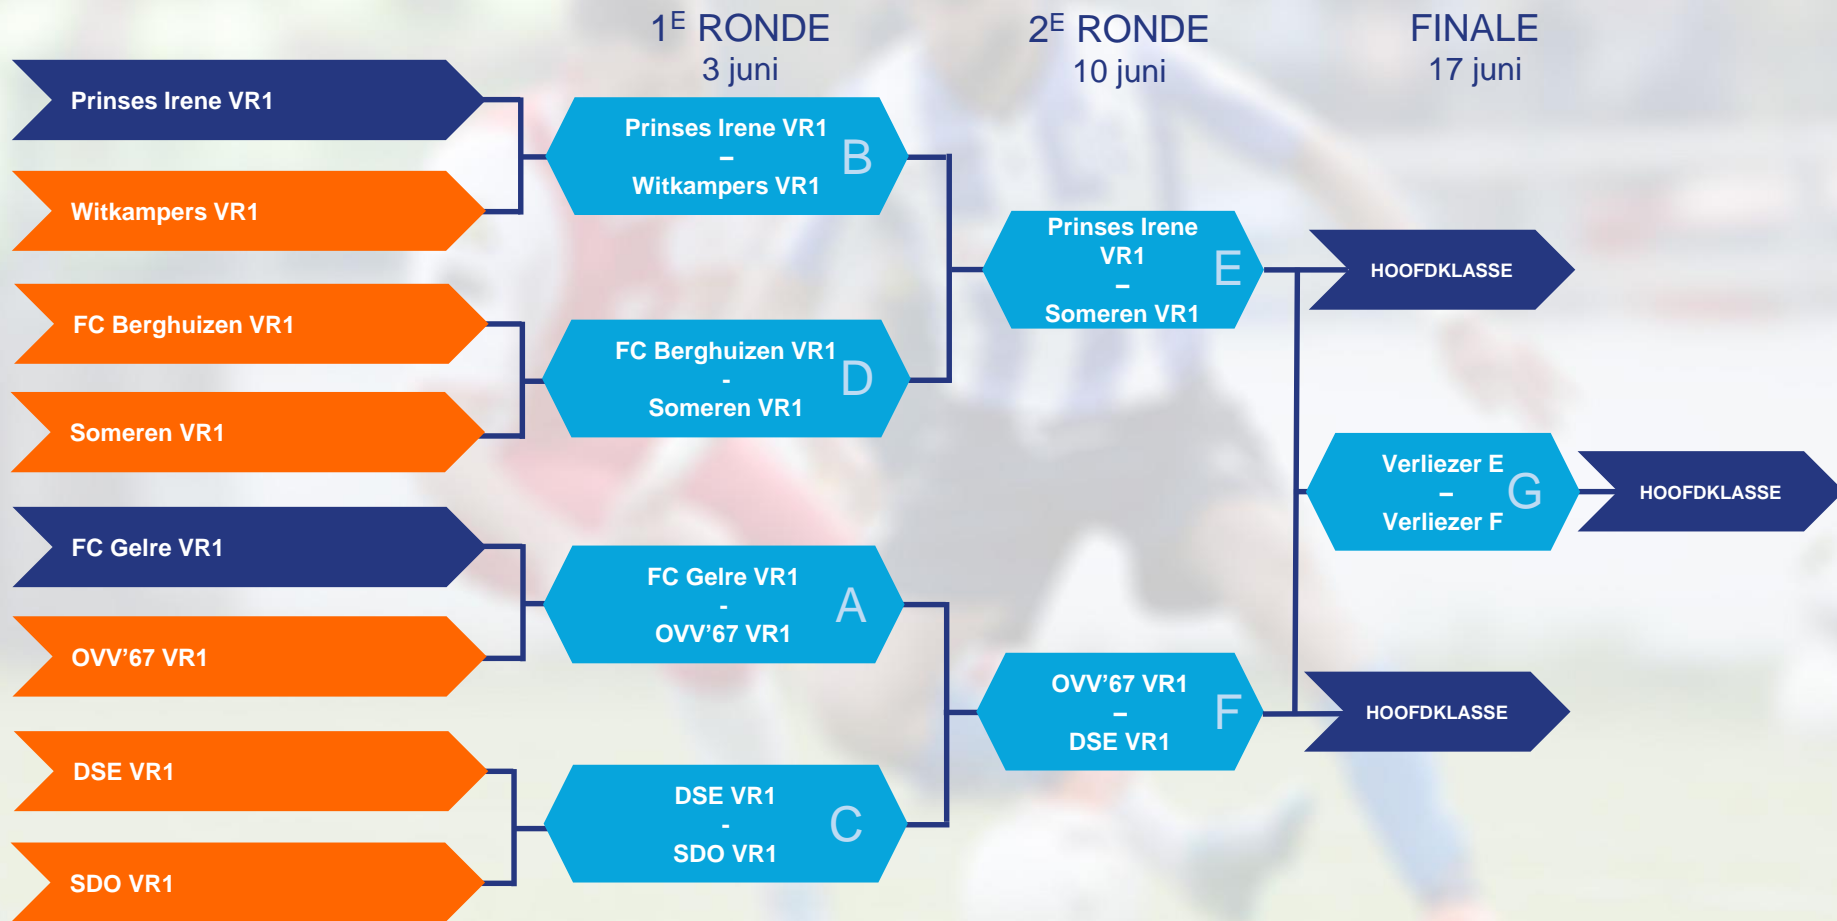 1E RONDE
3 juni
2E RONDE
10 juni
FINALE
17 juni
Prinses Irene VR1
Witkampers VR1
FC Berghuizen VR1
Someren VR1
FC Gelre VR1
OVV'67 VR1
DSE VR1
SDO VR1
Prinses Irene VR1
–
Witkampers VR1
B
FC Berghuizen VR1
-
Someren VR1
D
FC Gelre VR1
-
OVV'67 VR1
A
DSE VR1
-
SDO VR1
C
Prinses Irene
VR1
–
Someren VR1
E
OVV'67 VR1
–
DSE VR1
F
HOOFDKLASSE
Verliezer E
–
Verliezer F
G
HOOFDKLASSE
HOOFDKLASSE